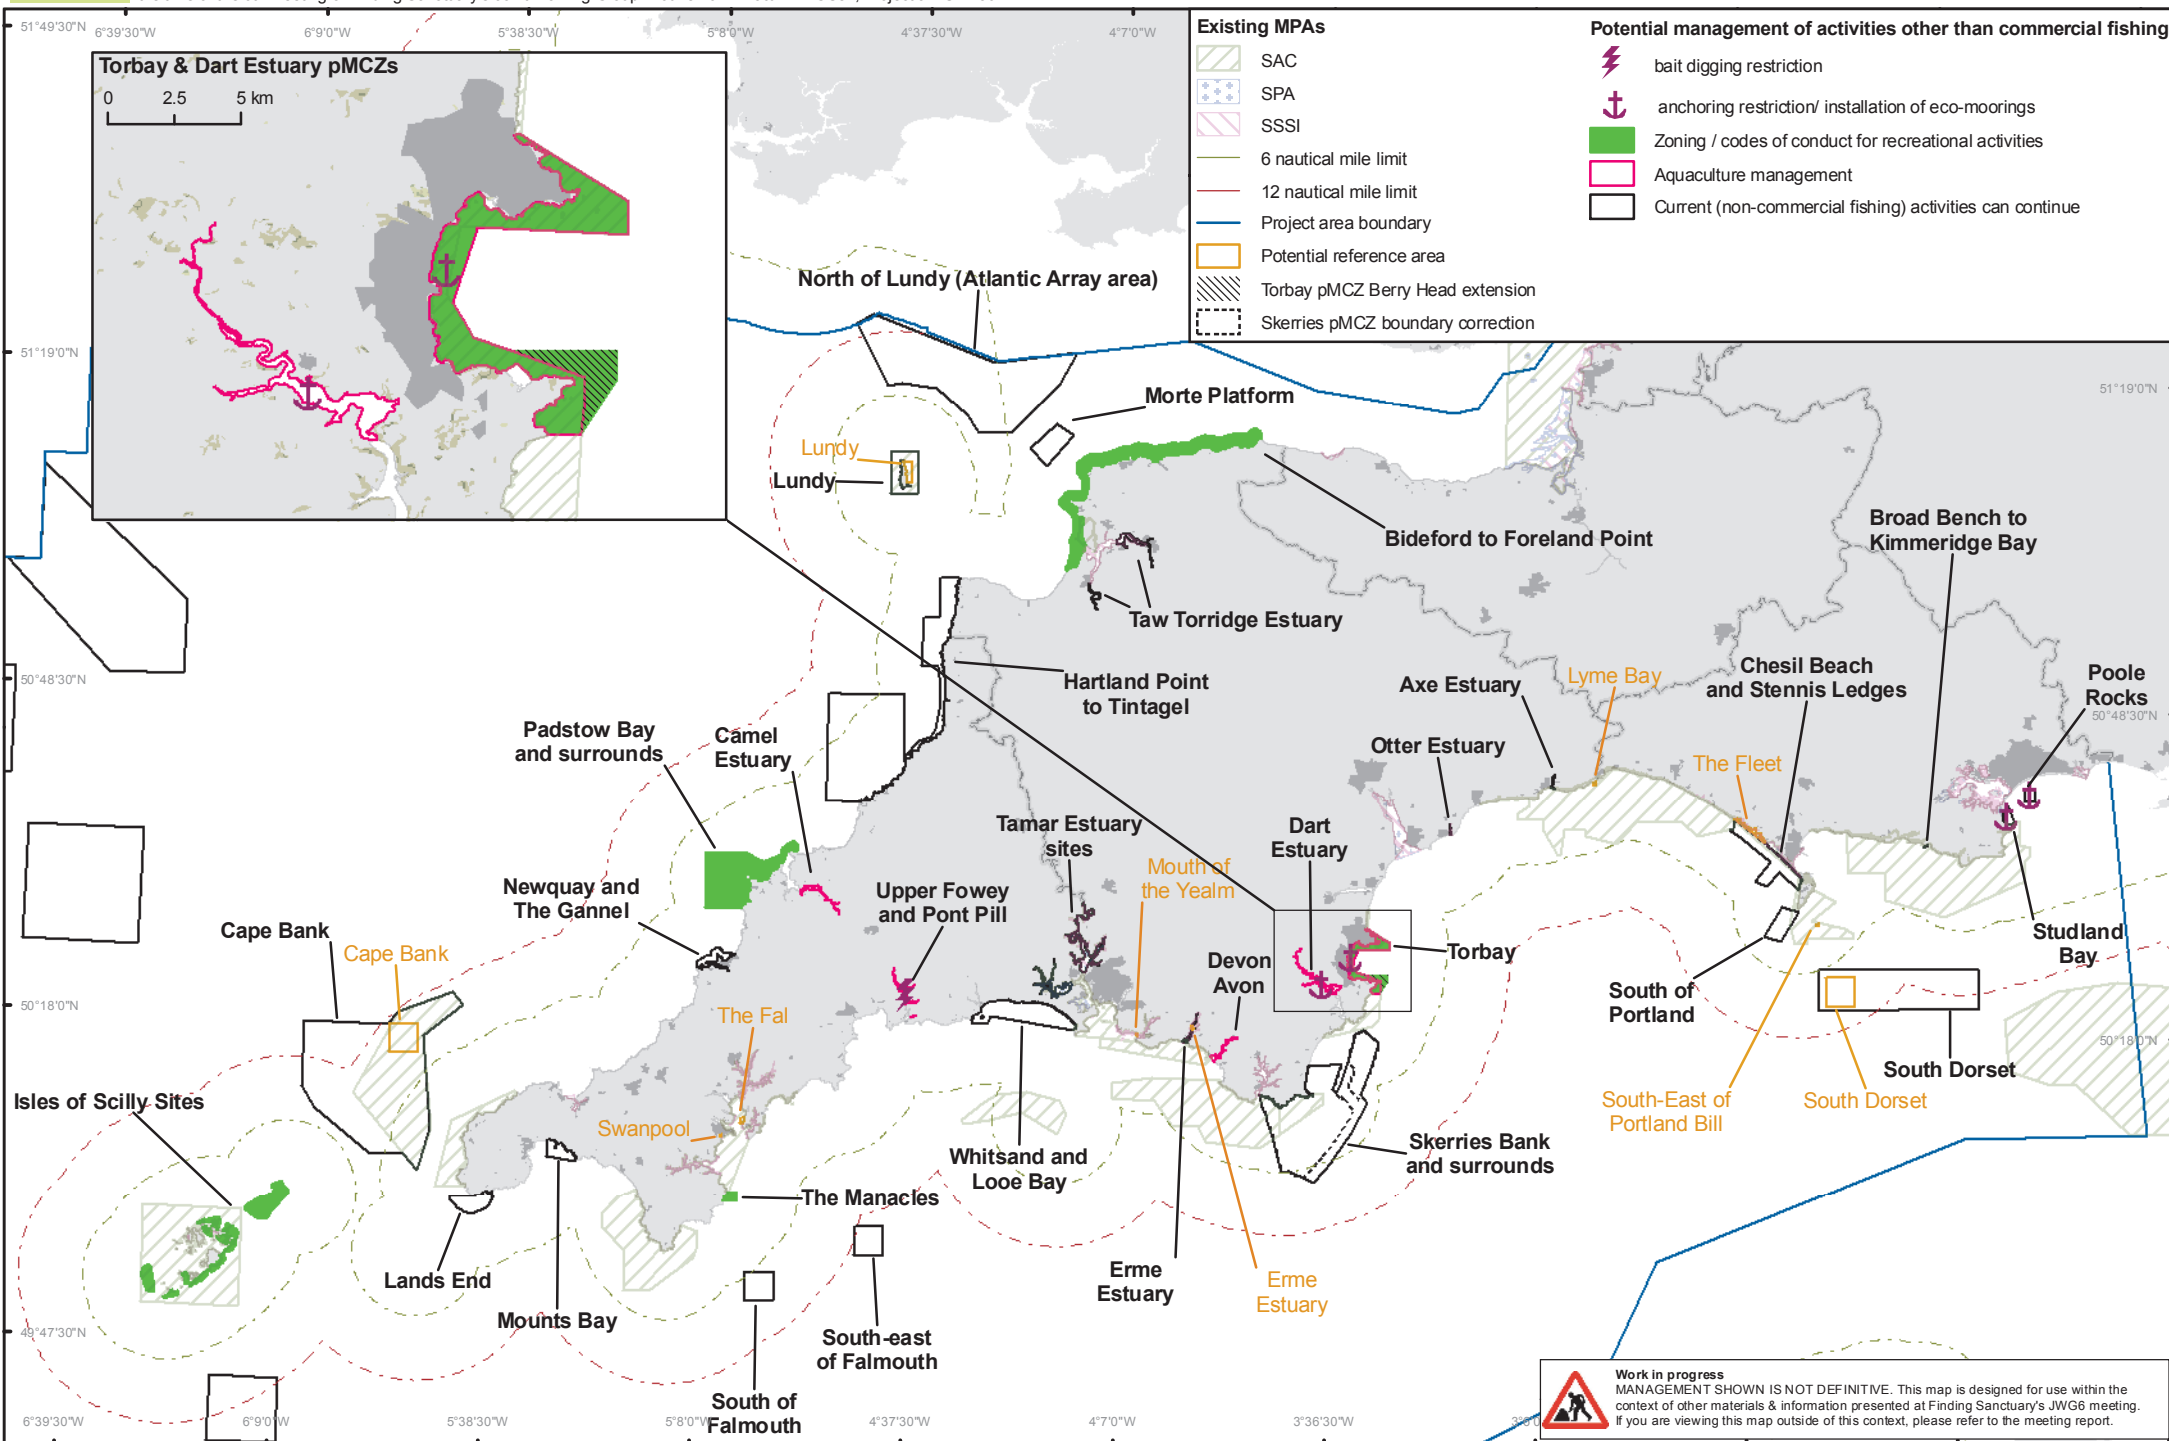 51°49'30"N
6°39'30"W
6°9'0"W
5°38'30"W
5°8'0"W
4°37'30"W
4°7'0"W
Torbay & Dart Estuary pMCZs
0 2.5 5 km
Existing MPAs
SAC
SPA
SSSI
6 nautical mile limit
12 nautical mile limit
Project area boundary
Potential reference area
Torbay pMCZ Berry Head extension
Skerries pMCZ boundary correction
Potential management of activities other than commercial fishing
bait digging restriction
anchoring restriction/ installation of eco-moorings
Zoning / codes of conduct for recreational activities
Aquaculture management
Current (non-commercial fishing) activities can continue
North of Lundy (Atlantic Array area)
51°19'0"N
51°19'0"N
Morte Platform
Lundy
Lundy
Bideford to Foreland Point
Broad Bench to
Kimmeridge Bay
Taw Torridge Estuary
50°48'30"N
Hartland Point
to Tintagel
Axe Estuary
Lyme Bay
Chesil Beach
and Stennis Ledges
Poole
Rocks
50°48'30"N
Padstow Bay
and surrounds
Camel
Estuary
Otter Estuary
The Fleet
Tamar Estuary
sites
Dart
Estuary
Mouth of
the Yealm
Newquay and
The Gannel
Upper Fowey
and Pont Pill
Cape Bank
Cape Bank
Devon
Avon
Torbay
Studland
Bay
South of
Portland
50°18'0"N
The Fal
50°18'0"N
South Dorset
Isles of Scilly Sites
South-East of
Portland Bill
South Dorset
Swanpool
Whitsand and
Looe Bay
Skerries Bank
and surrounds
The Manacles
Lands End
Erme
Estuary
Erme
Estuary
Mounts Bay
49°47'30"N
South-east
of Falmouth
South of
Falmouth
Work in progress
MANAGEMENT SHOWN IS NOT DEFINITIVE. This map is designed for use within the
context of other materials & information presented at Finding Sanctuary's JWG6 meeting.
If you are viewing this map outside of this context, please refer to the meeting report.
6°39'30"W
6°9'0"W
5°38'30"W
5°8'0"W
4°37'30"W
4°7'0"W
3°36'30"W